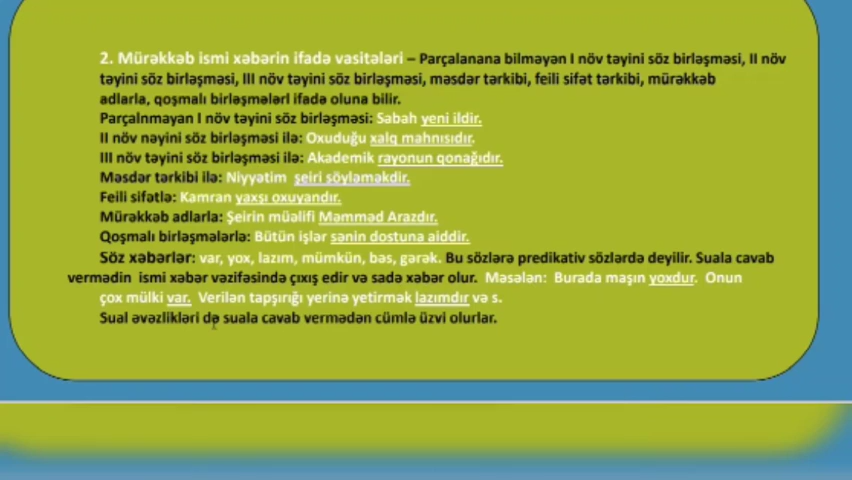 2. Mürəkkəb ismi xəbərin ifadə vasitələri – Parçalanana bilməyən I növ təyini söz birləşməsi, II növ
təyini söz birləşməsi, III növ təyini söz birləşməsi, məsdər tərkibi, feili sifət tərkibi, mürəkkəb
adlarla, qoşmalı birləşmələrl ifadə oluna bilir.
Parçalnmayan I növ təyini söz birləşməsi: Sabah yeni ildir.
II növ nəyini söz birləşməsi ilə: Oxuduğu xalq mahnısıdır.
III növ təyini söz birləşməsi ilə: Akademik rayonun qonağıdır.
Məsdər tərkibi ilə: Niyyətim şeiri söyləməkdir.
Feili sifətlə: Kamran yaxşı oxuyandır.
Mürəkkəb adlarla: Şeirin müəlifi Məmməd Arazdır.
Qoşmalı birləşmələrlə: Bütün işlər sənin dostuna aiddir.
Söz xəbərlər: var, yox, lazım, mümkün, bəs, gərək. Bu sözlərə predikativ sözlərdə deyilir. Suala cavab
vermədin ismi xəbər vəzifəsində çıxış edir və sadə xəbər olur. Məsələn: Burada maşın yoxdur. Onun
çox mülki var. Verilən tapşırığı yerinə yetirmək lazımdır və s.
Sual əvəzlikləri də suala cavab vermədən cümlə üzvi olurlar.